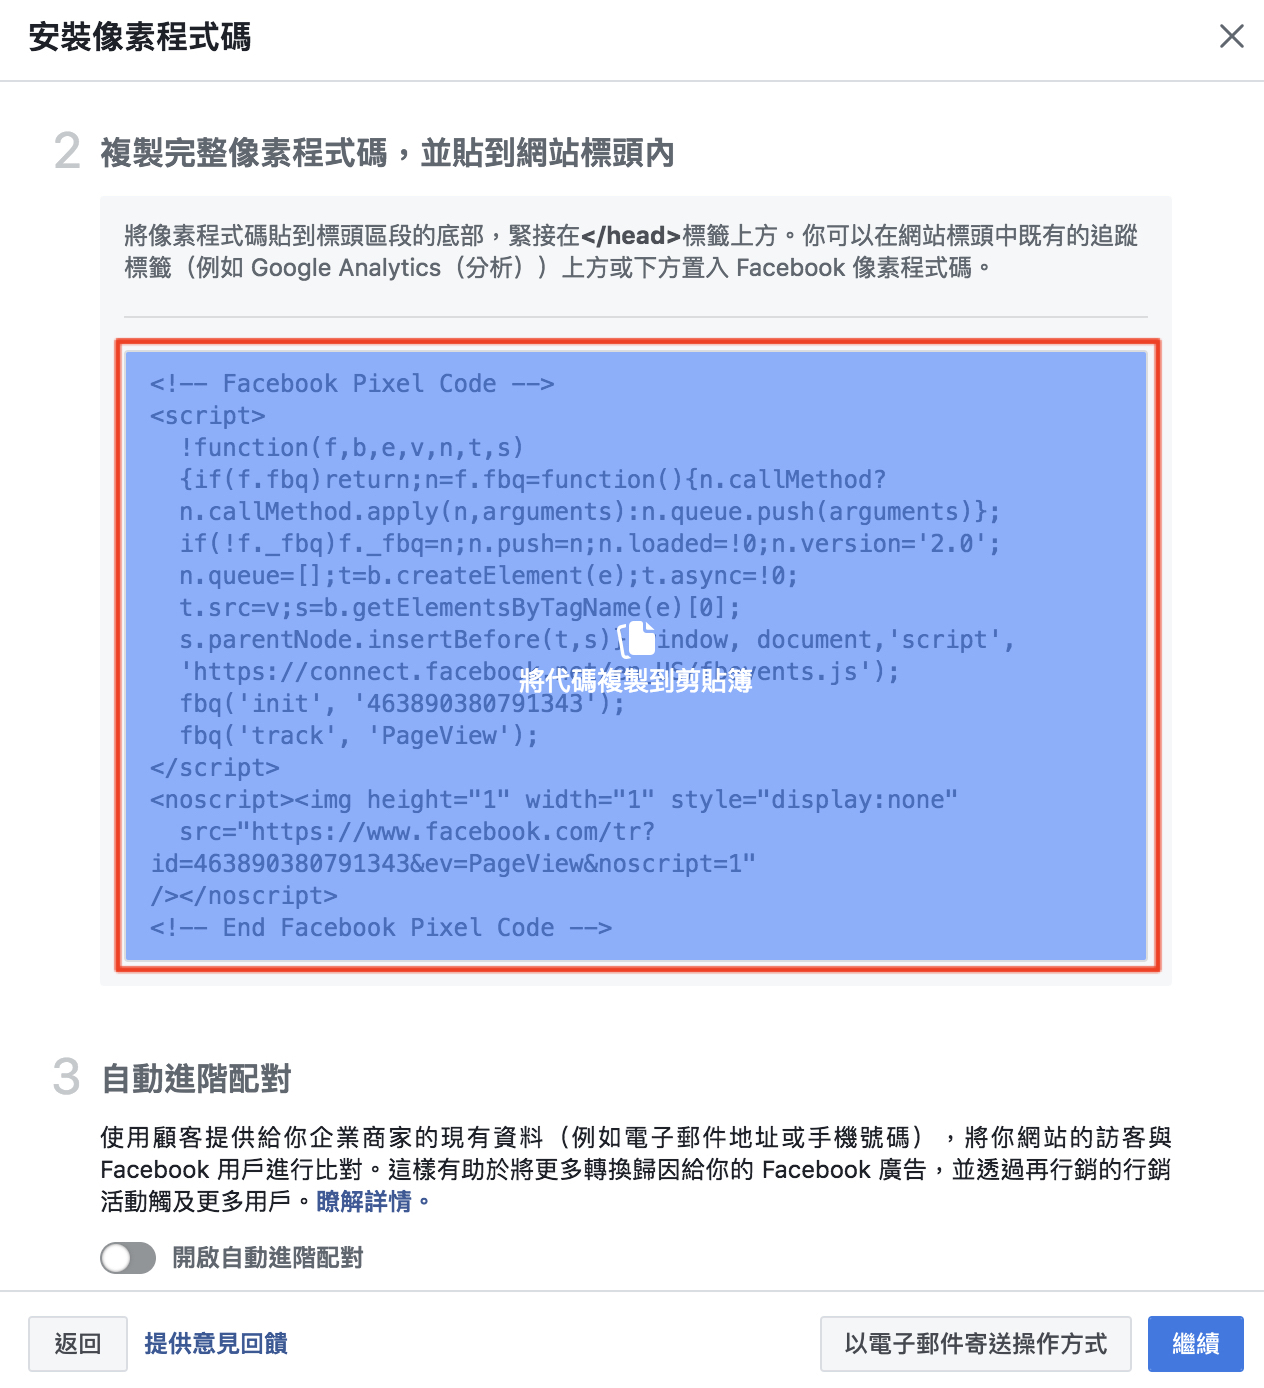 安裝像素程式碼
2 複製完整像素程式碼，並貼到網站標頭內
將像素程式碼貼到標頭區段的底部，緊接在</head>標籤上方。你可以在網站標頭中既有的追蹤
標籤（例如 Google Analytics（分析））上方或下方置入 Facebook 像素程式碼。
<!-- Facebook Pixel Code -->
<script>
!function(f,b,e,v,n,t,s)
{if(f.fbq)return;n=f.fbq=function(){n.callMethod?
n.callMethod.apply(n,arguments):n.queue.push(arguments)};
if(!f._fbq)f._fbq=n;n.push=n;n.loaded=!0;n.version='2.0';
n.queue=[];t=b.createElement(e);t.async=!0;
t.src=v;s=b.getElementsByTagName(e)[0];
s.parentNode.insertBefore(t,s)}indow, document,'script',
'https://connect.facebook.net/en_US/fbevents.js');
將代碼複製到剪貼簿
fbq('init', '463890380791343');
fbq('track', 'PageView');
</script>
<noscript><img height="1" width="1" style="display:none"
src="https://www.facebook.com/tr?
id=463890380791343&ev=PageView&noscript=1"
/></noscript>
<!-- End Facebook Pixel Code -->
3 自動進階配對
使用顧客提供給你企業商家的現有資料（例如電子郵件地址或手機號碼），將你網站的訪客與
Facebook 用戶進行比對。這樣有助於將更多轉換歸因給你的 Facebook 廣告，並透過再行銷的行銷
活動觸及更多用戶。瞭解詳情。
開啟自動進階配對
返回 提供意見回饋 以電子郵件寄送操作方式 繼續